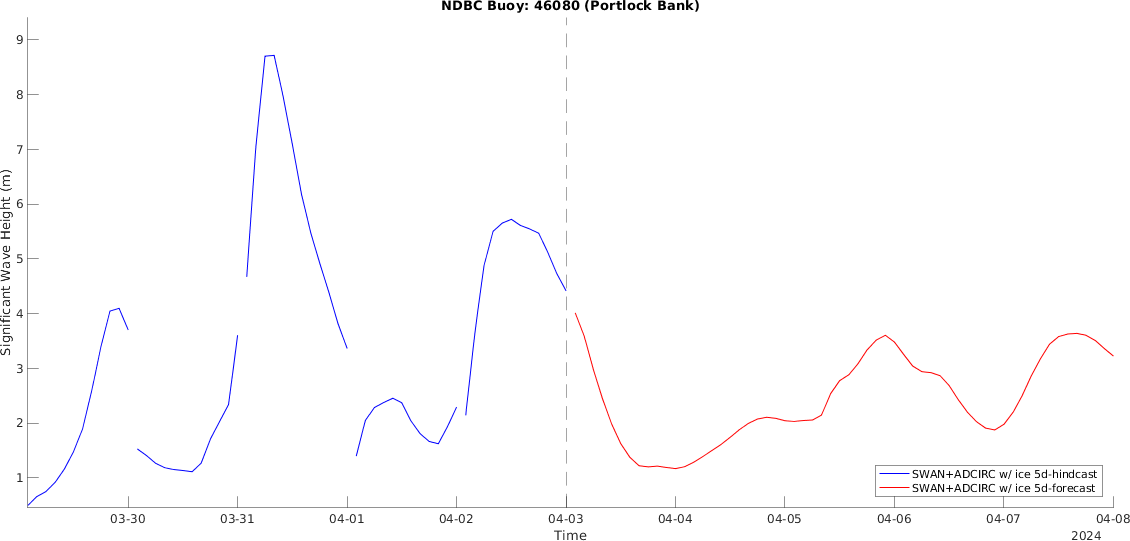 NDBC Buoy: 46080 (Portlock Bank)
9
8
7
6
5
4
3
2
1
Significant Wave Height (m)
SWAN+ADCIRC w/ ice 5d-hindcast
SWAN+ADCIRC w/ ice 5d-forecast
03-30 03-31 04-01 04-02 04-03 04-04 04-05 04-06 04-07 04-08
Time
2024